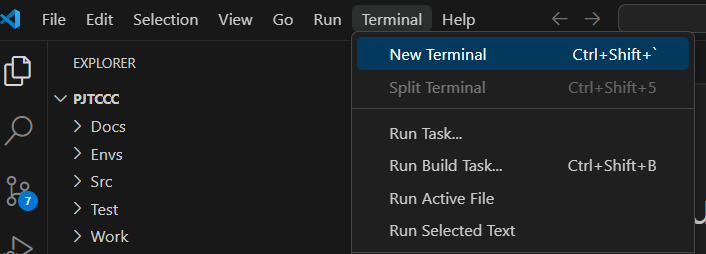 File Edit Selection View Go Run Terminal Help
EXPLORER
New Terminal Ctrl+Shift+`
Split Terminal Ctrl+Shift+5
PJTCCC
Docs
Envs
Src
Test
Work
7
Run Task...
Run Build Task... Ctrl+Shift+B
Run Active File
Run Selected Text